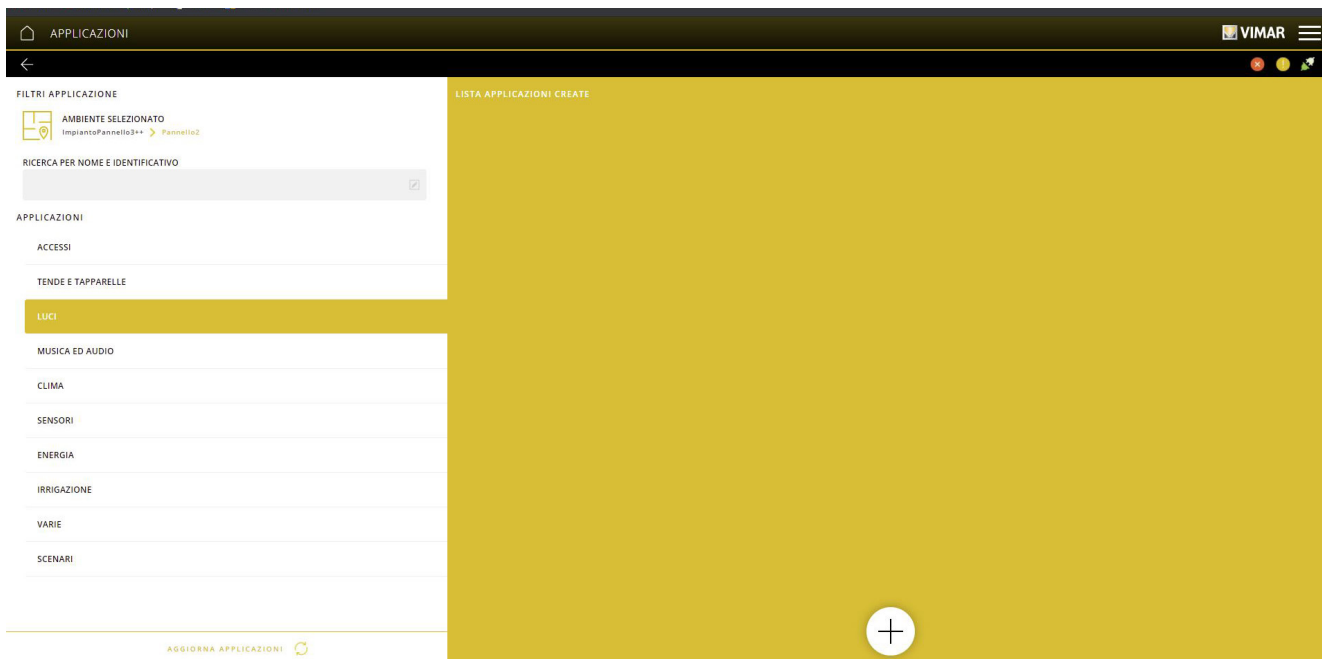 APPLICAZIONI
VIMAR
FILTRI APPLICAZIONE
AMBIENTE SELEZIONATO
ImpiantoPannello3++ > Pannello2
RICERCA PER NOME E IDENTIFICATIVO
APPLICAZIONI
ACCESSI
TENDE E TAPPARELLE
LUCI
MUSICA ED AUDIO
CLIMA
SENSORI
ENERGIA
IRRIGAZIONE
VARIE
SCENARI
AGGIORNA APPLICAZIONI
LISTA APPLICAZIONI CREATE